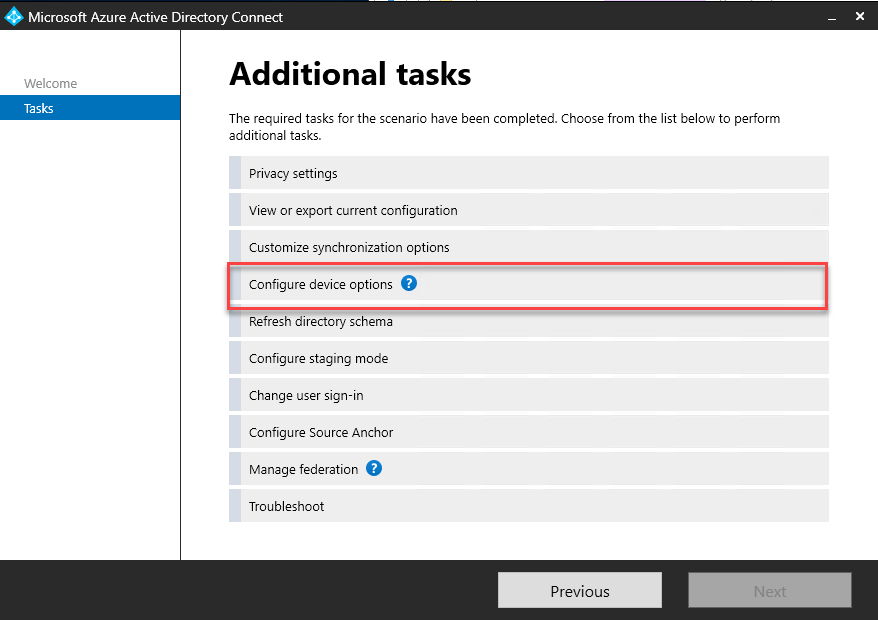 Microsoft Azure Active Directory Connect
Welcome
Tasks
Additional tasks
The required tasks for the scenario have been completed. Choose from the list below to perform
additional tasks.
Privacy settings
View or export current configuration
Customize synchronization options
Configure device options ?
Refresh directory schema
Configure staging mode
Change user sign-in
Configure Source Anchor
Manage federation ?
Troubleshoot
Previous
Next